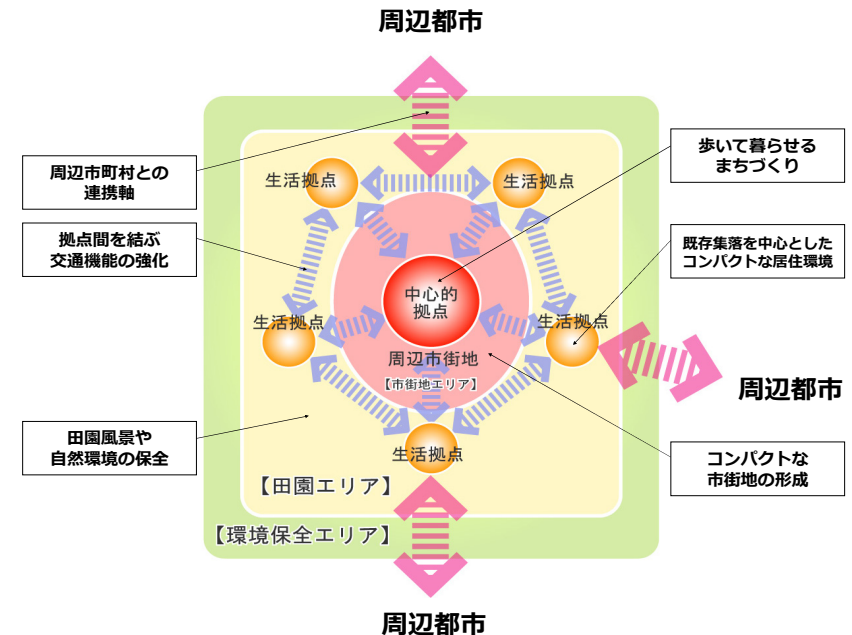 周辺都市
歩いて暮らせる
まちづくり
周辺市町村との
連携軸
生活拠点
生活拠点
拠点間を結ぶ
交通機能の強化
既存集落を中心とした
コンパクトな居住環境
中心的
拠点
生活拠点
生活拠点
周辺市街地
【市街地エリア】
周辺都市
田園風景や
自然環境の保全
生活拠点
コンパクトな
市街地の形成
【田園エリア】
【環境保全エリア】
周辺都市